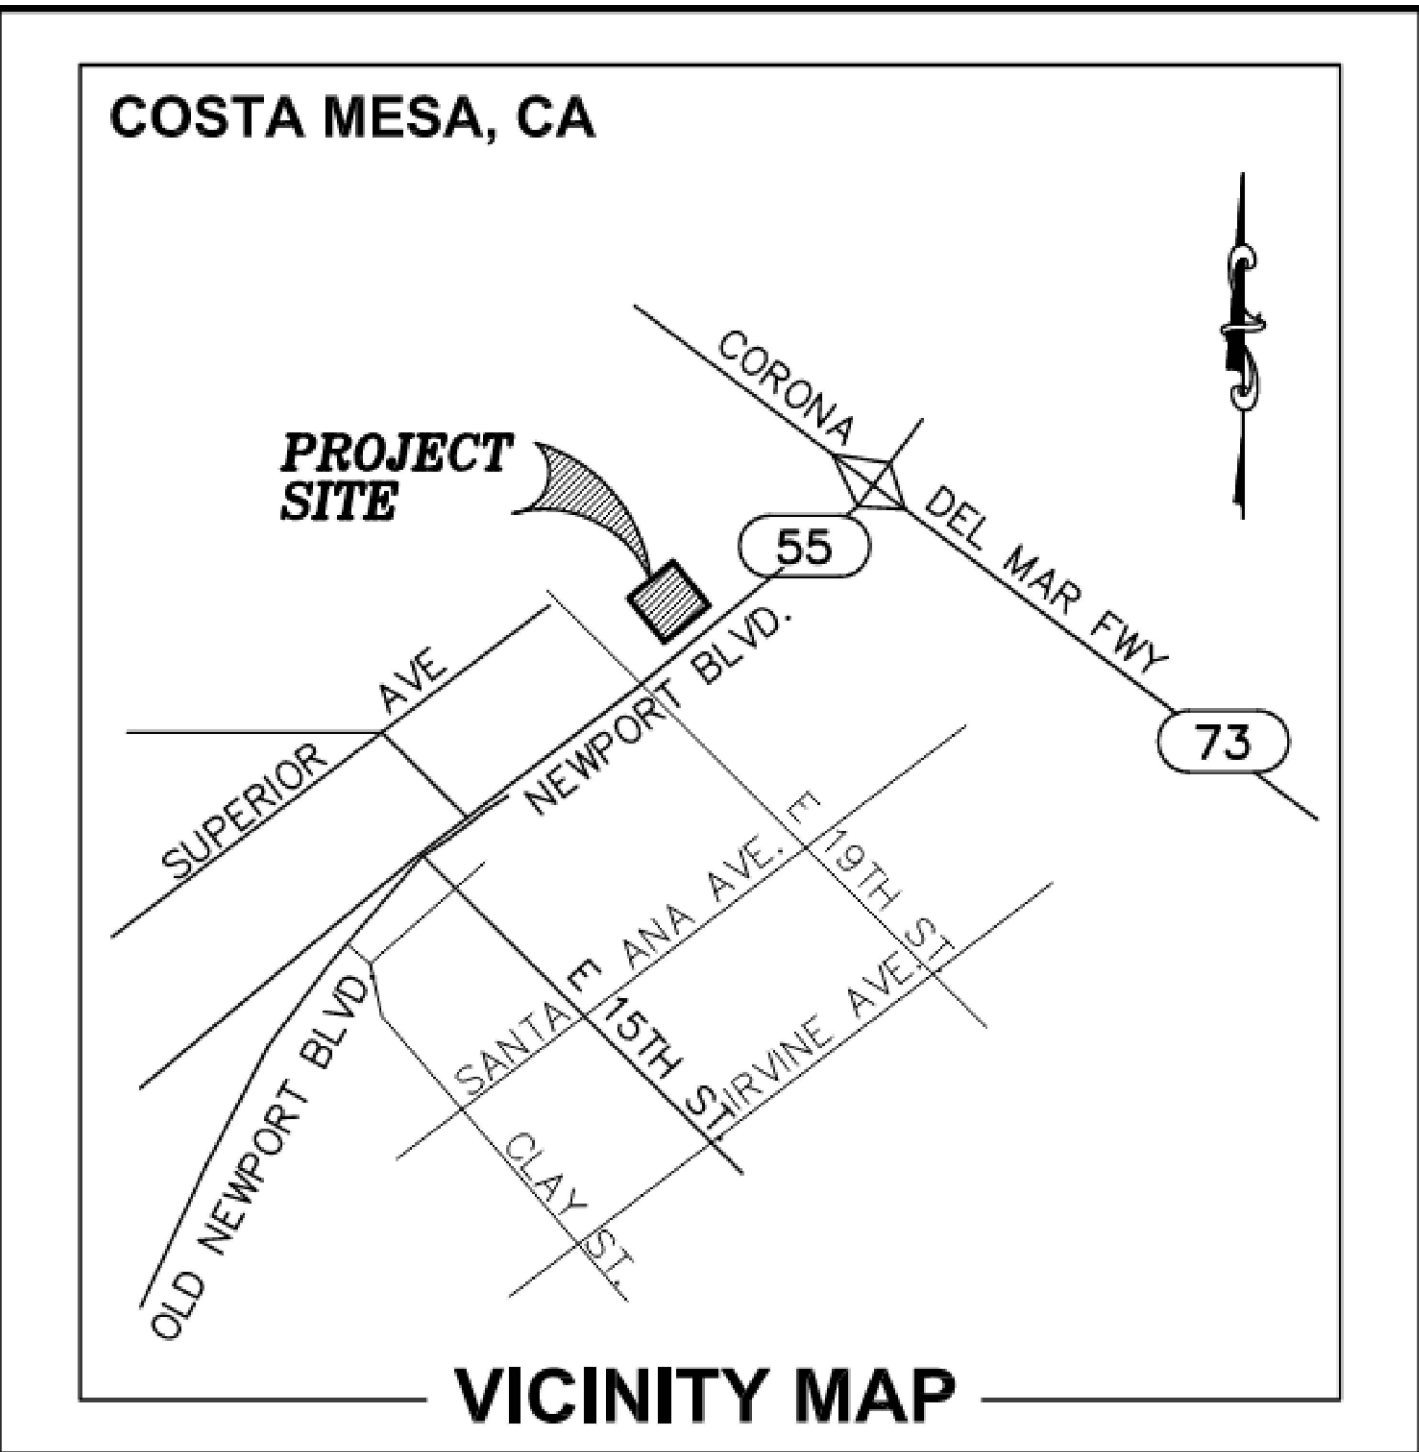 COSTA MESA, CA
CORONA
DEL MAR FWY
PROJECT
SITE
55
73
NEWPORT BLVD.
SUPERIOR AVE
E 19TH ST.
SANTA ANA AVE.
E 15TH ST.
IRVINE AVE.
OLD NEWPORT BLVD.
CLAY ST.
VICINITY MAP